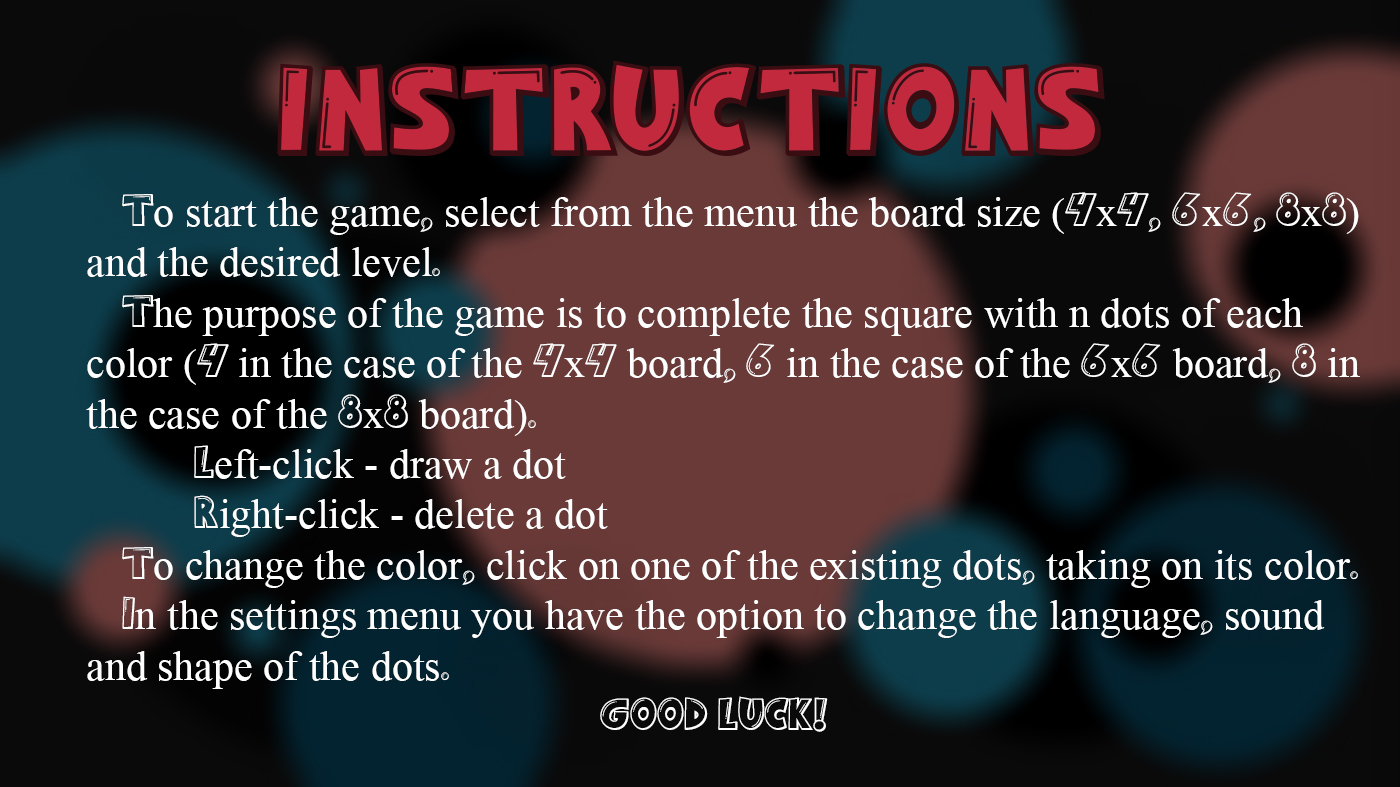 INSTRUCTIONS
To start the game, select from the menu the board size (4x4, 6x6, 8x8)
and the desired level.
The purpose of the game is to complete the square with n dots of each
color (4 in the case of the 4x4 board, 6 in the case of the 6x6 board, 8 in
the case of the 8x8 board).
Left-click - draw a dot
Right-click - delete a dot
To change the color, click on one of the existing dots, taking on its color.
In the settings menu you have the option to change the language, sound
and shape of the dots.
GOOD LUCK!